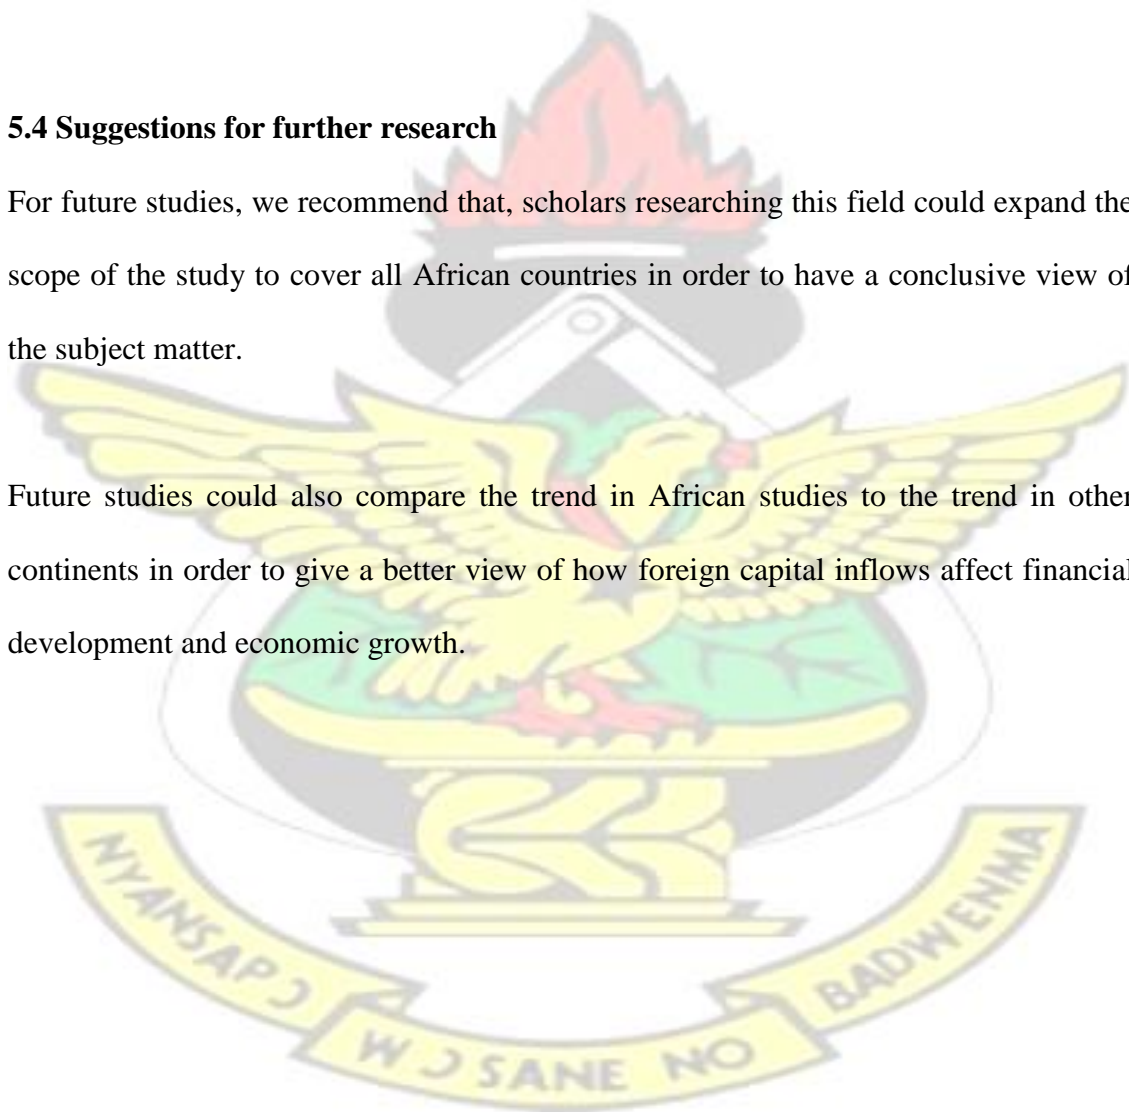 5.4 Suggestions for further research
For future studies, we recommend that, scholars researching this field could expand the
scope of the study to cover all African countries in order to have a conclusive view of
the subject matter.
Future studies could also compare the trend in African studies to the trend in other
continents in order to give a better view of how foreign capital inflows affect financial
development and economic growth.
NYANSAPƆ
WƆSANE NO
BADWENMA